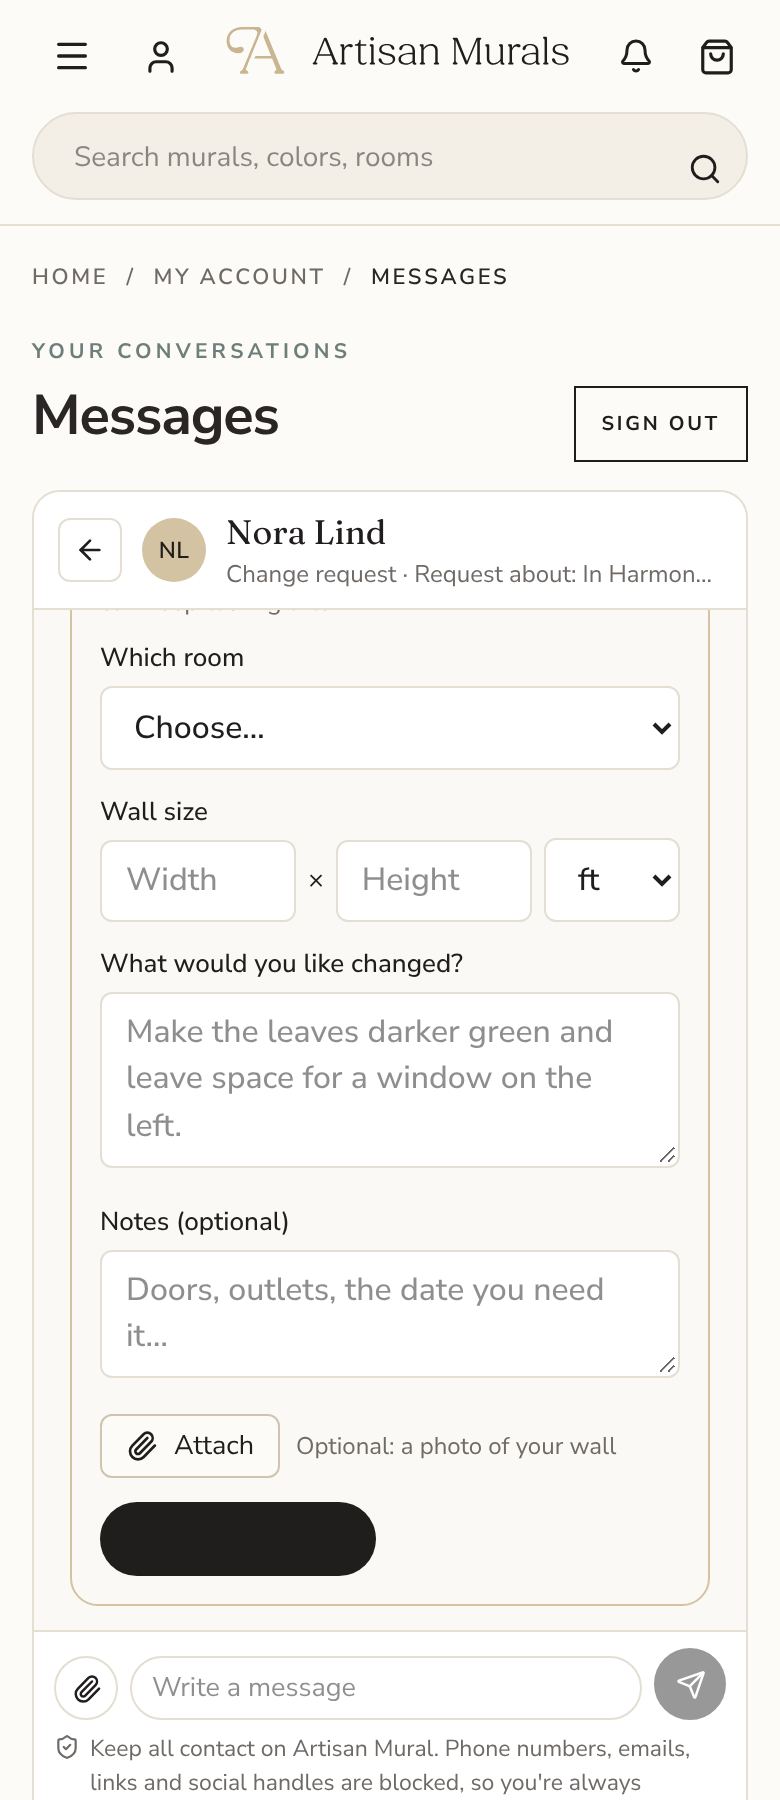 Artisan Murals
Search murals, colors, rooms
HOME / MY ACCOUNT / MESSAGES
YOUR CONVERSATIONS
Messages
SIGN OUT
NL
Nora Lind
Change request · Request about: In Harmon...
Which room
Choose...
Wall size
Width × Height ft
What would you like changed?
Make the leaves darker green and
leave space for a window on the
left.
Notes (optional)
Doors, outlets, the date you need
it...
Attach Optional: a photo of your wall
Write a message
Keep all contact on Artisan Mural. Phone numbers, emails,
links and social handles are blocked, so you're always